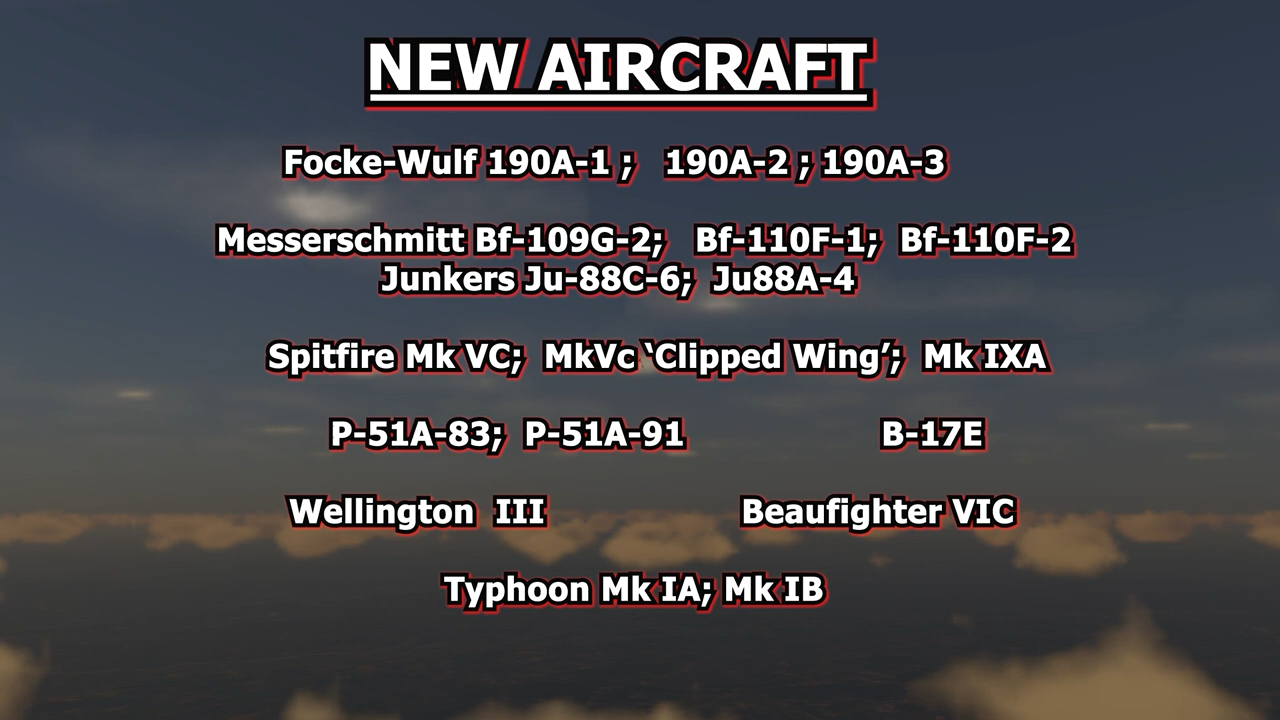 NEW AIRCRAFT
Focke-Wulf 190A-1 ; 190A-2 ; 190A-3
Messerschmitt Bf-109G-2; Bf-110F-1; Bf-110F-2
Junkers Ju-88C-6; Ju88A-4
Spitfire Mk VC; MkVc ‘Clipped Wing’; Mk IXA
P-51A-83; P-51A-91 B-17E
Wellington III Beaufighter VIC
Typhoon Mk IA; Mk IB